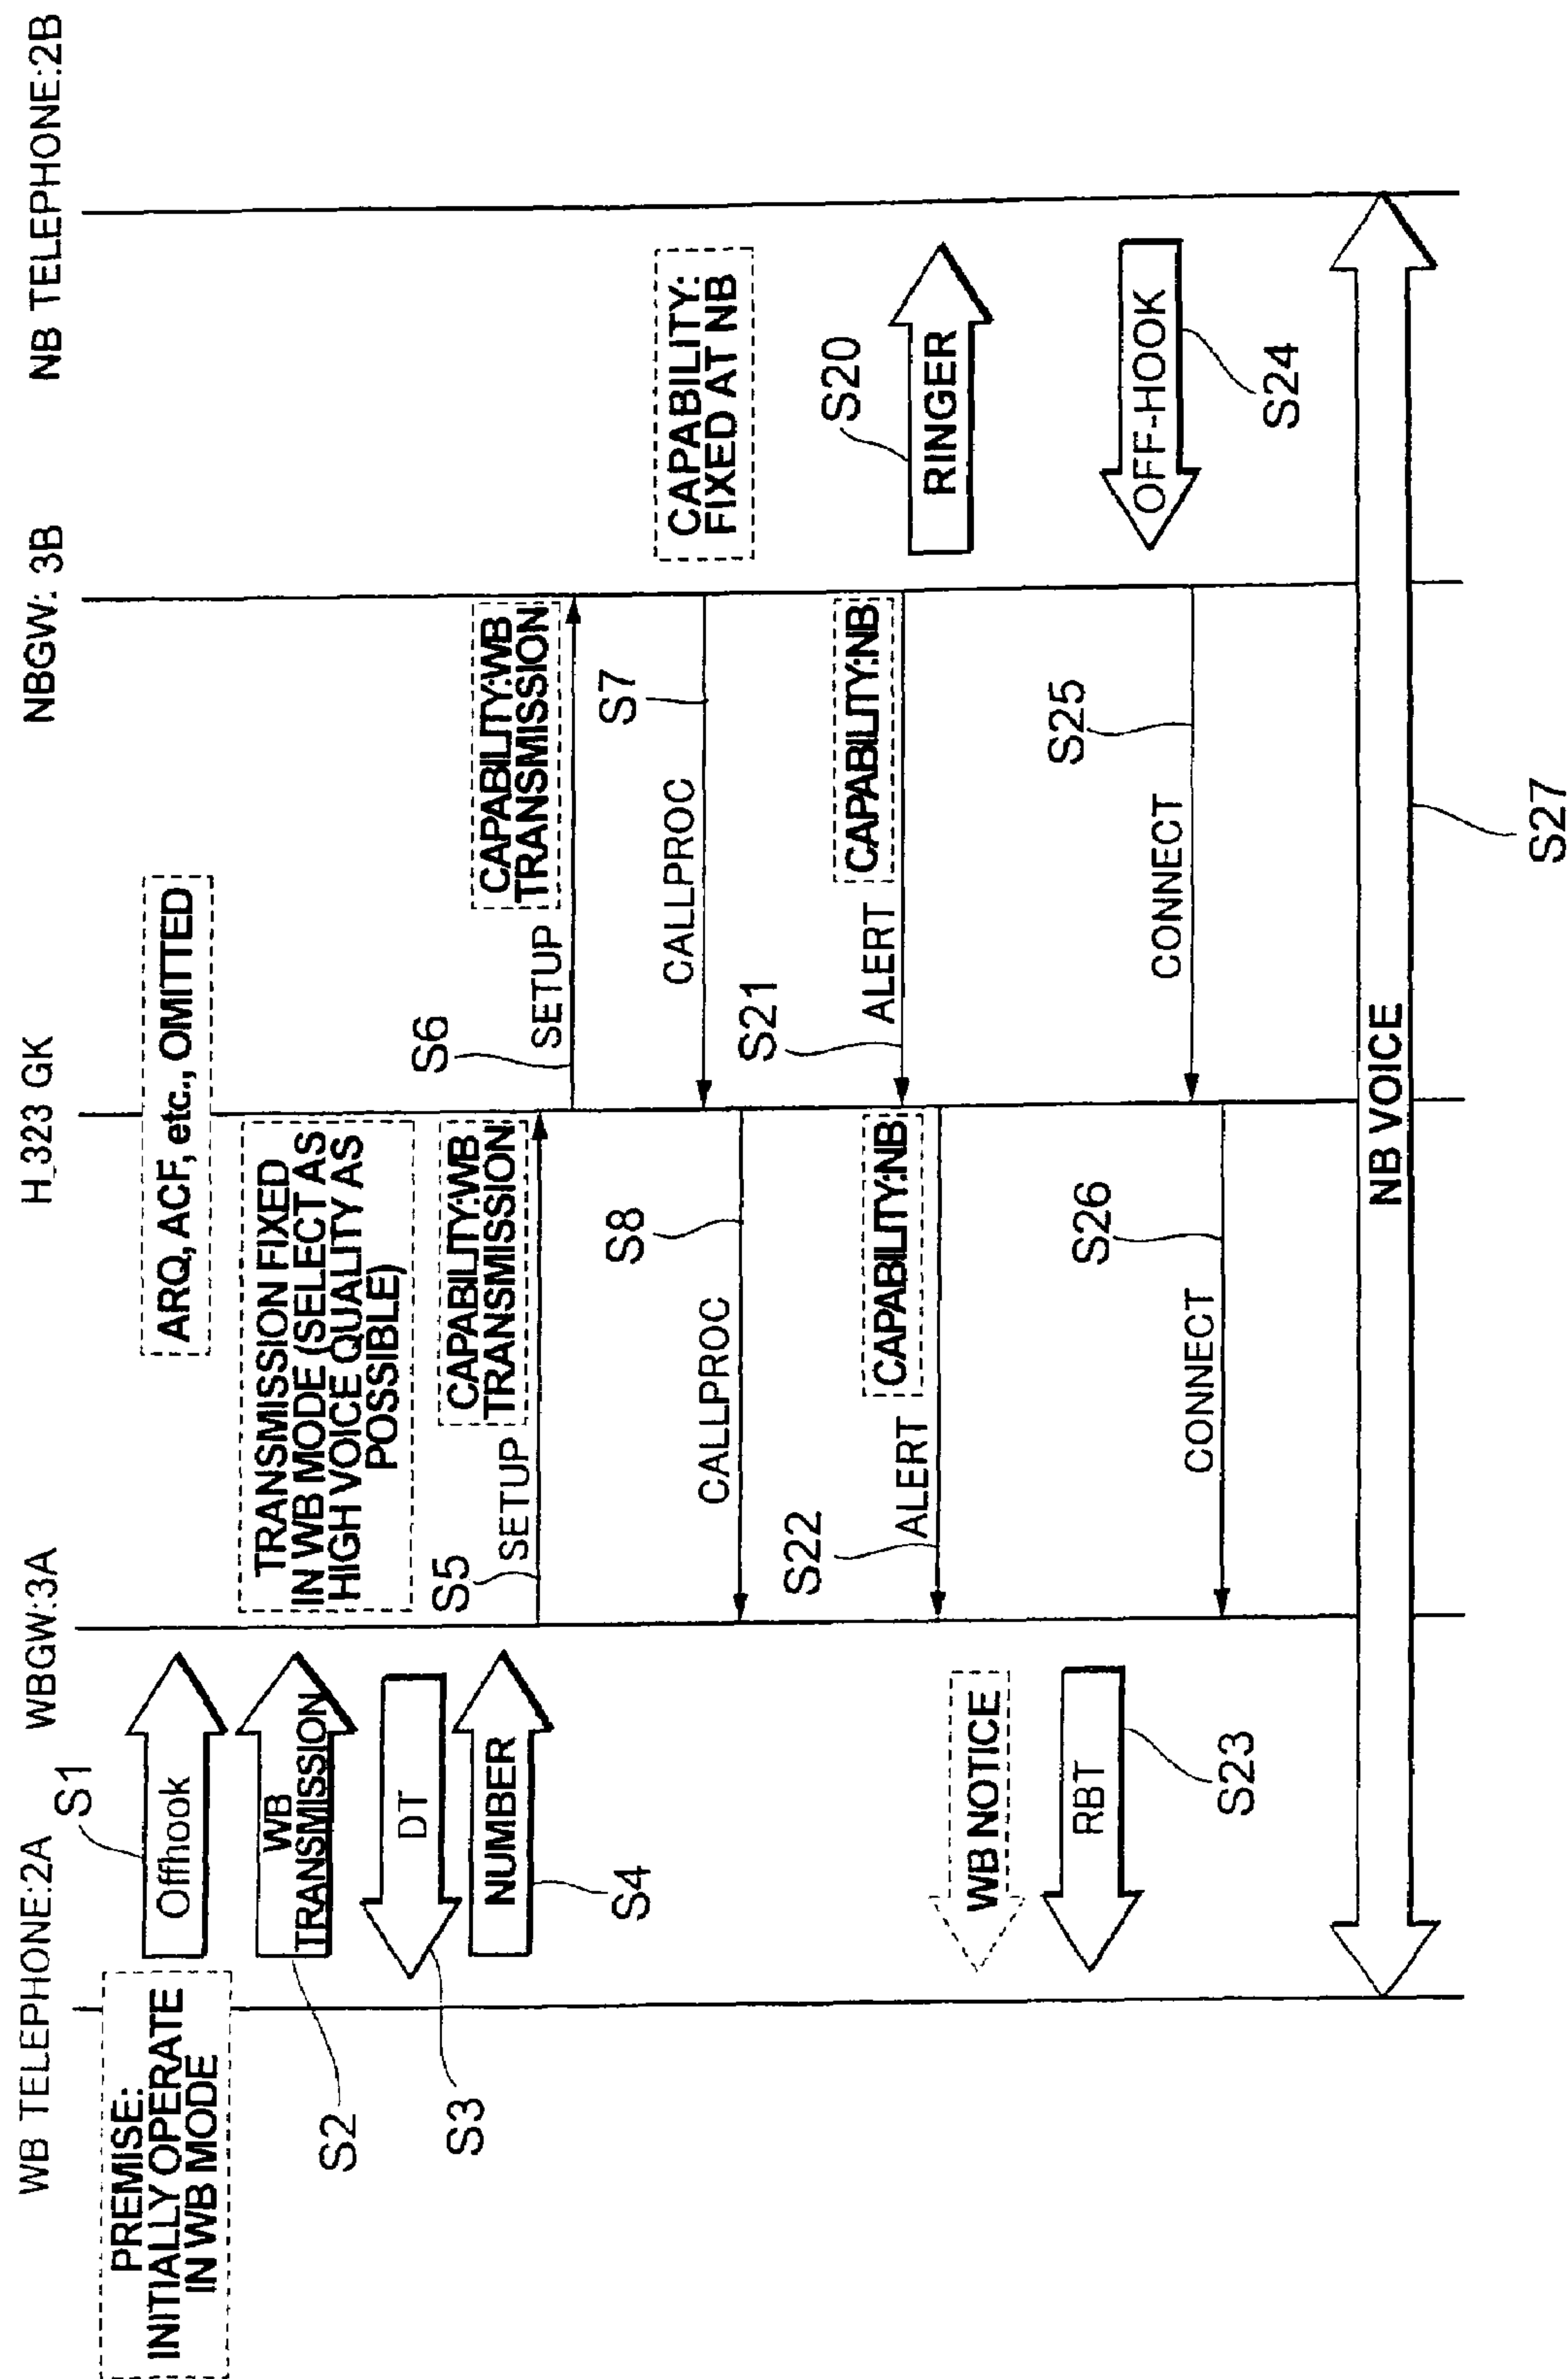 WB TELEPHONE:2A
WBGW:3A
H_323 GK
NBGW: 3B
NB TELEPHONE:2B
PREMISE:
INITIALLY OPERATE
IN WB MODE
S1
Offhook
ARQ, ACF, etc., OMITTED
S2
WB
TRANSMISSION
TRANSMISSION FIXED
IN WB MODE (SELECT AS
HIGH VOICE QUALITY AS
POSSIBLE)
S3
DT
S4
NUMBER
S5
SETUP
CAPABILITY:WB
TRANSMISSION
S6
SETUP
CAPABILITY:WB
TRANSMISSION
S7
CALLPROC
CAPABILITY:
FIXED AT NB
S8
CALLPROC
S20
RINGER
S21
ALERT
CAPABILITY:NB
S22
ALERT
CAPABILITY:NB
WB NOTICE
RBT
S23
OFF-HOOK
S24
S25
CONNECT
S26
CONNECT
NB VOICE
S27